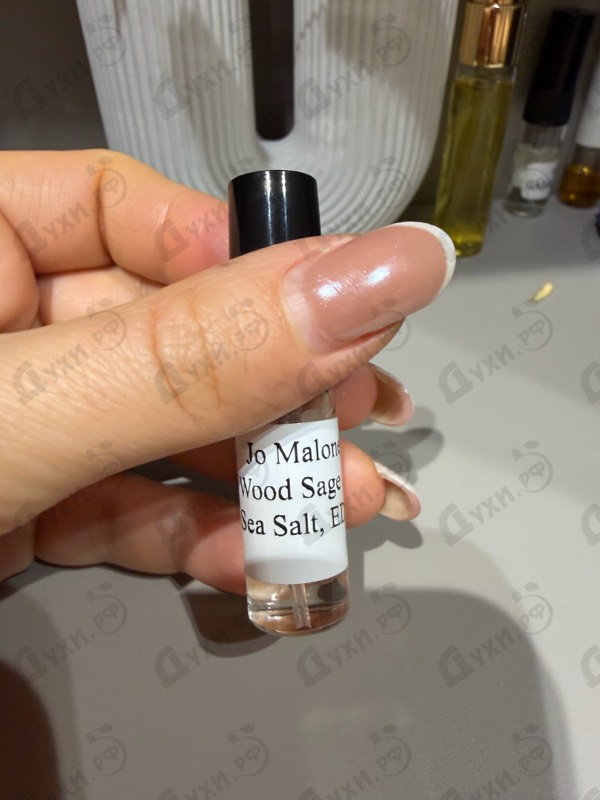 Jo Malone
Wood Sage
Sea Salt, ED
Духи.рф